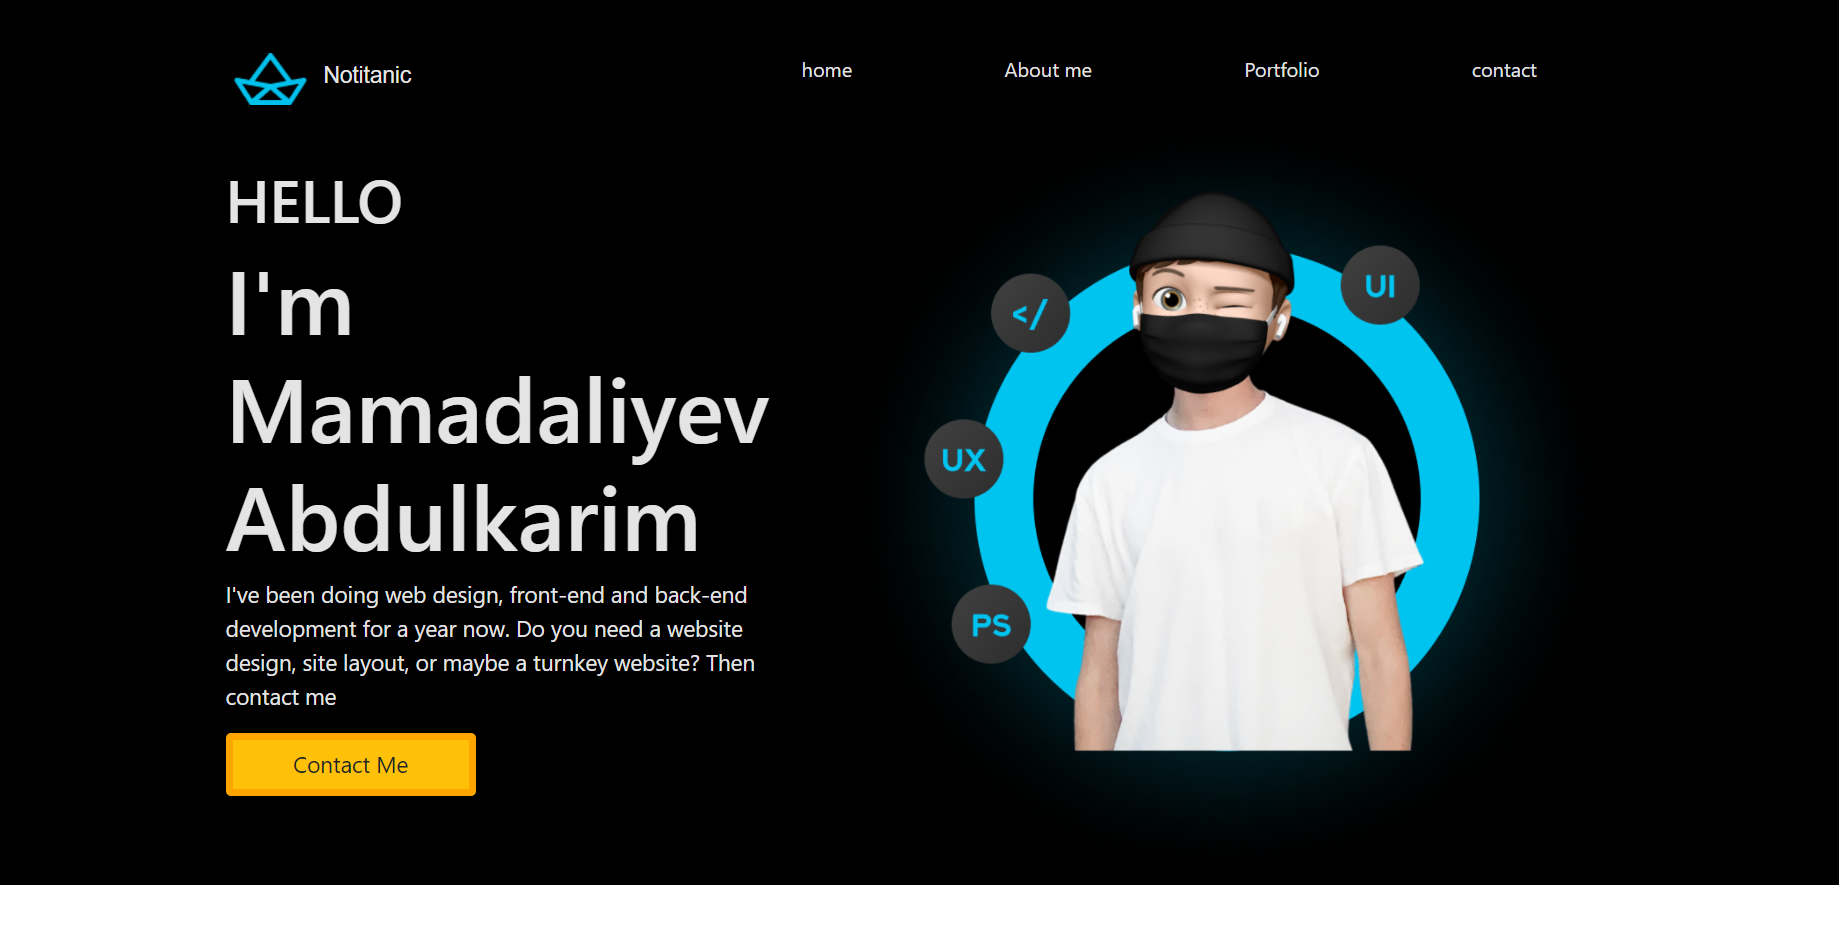 Notitanic
home
About me
Portfolio
contact
HELLO
I'm
Mamadaliyev
Abdulkarim
I've been doing web design, front-end and back-end
development for a year now. Do you need a website
design, site layout, or maybe a turnkey website? Then
contact me
Contact Me
</
UI
UX
PS